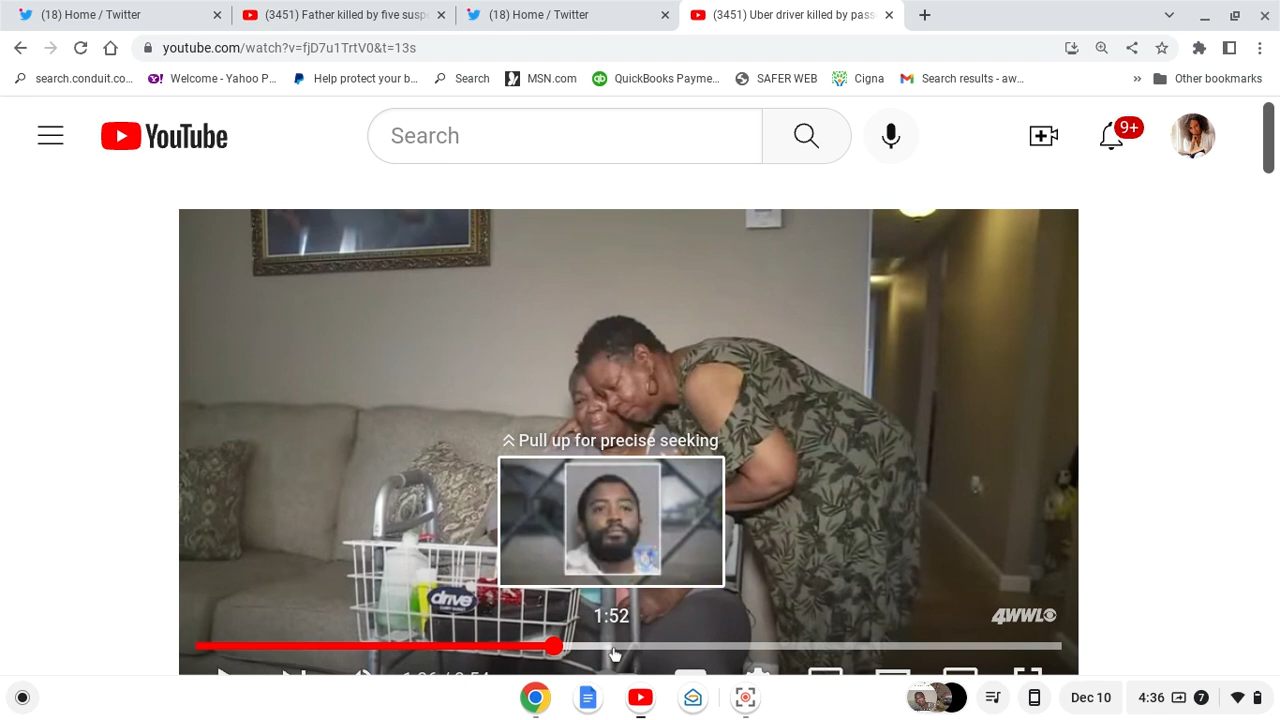 (18) Home / Twitter
(3451) Father killed by five susp
(18) Home / Twitter
(3451) Uber driver killed by pass
youtube.com/watch?v=fjD7u1TrtV0&t=13s
search.conduit.co...
Welcome - Yahoo P...
Help protect your b...
Search
MSN.com
QuickBooks Payme...
SAFER WEB
Cigna
Search results - aw...
Other bookmarks
YouTube
Search
9+
Pull up for precise seeking
drive
1:52
4WWL
Dec 10
4:36
7